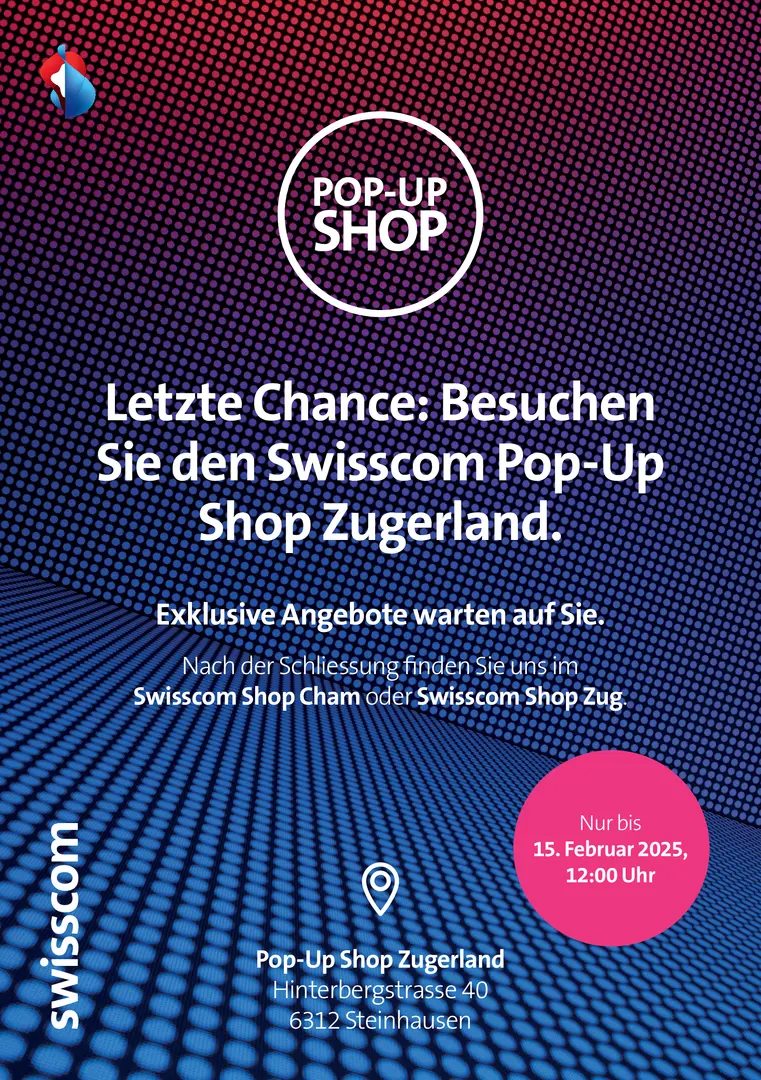 POP-UP
SHOP
Letzte Chance: Besuchen
Sie den Swisscom Pop-Up
Shop Zugerland.
Exklusive Angebote warten auf Sie.
Nach der Schliessung finden Sie uns im
Swisscom Shop Cham oder Swisscom Shop Zug.
Nur bis
15. Februar 2025,
12:00 Uhr
swisscom
Pop-Up Shop Zugerland
Hinterbergstrasse 40
6312 Steinhausen